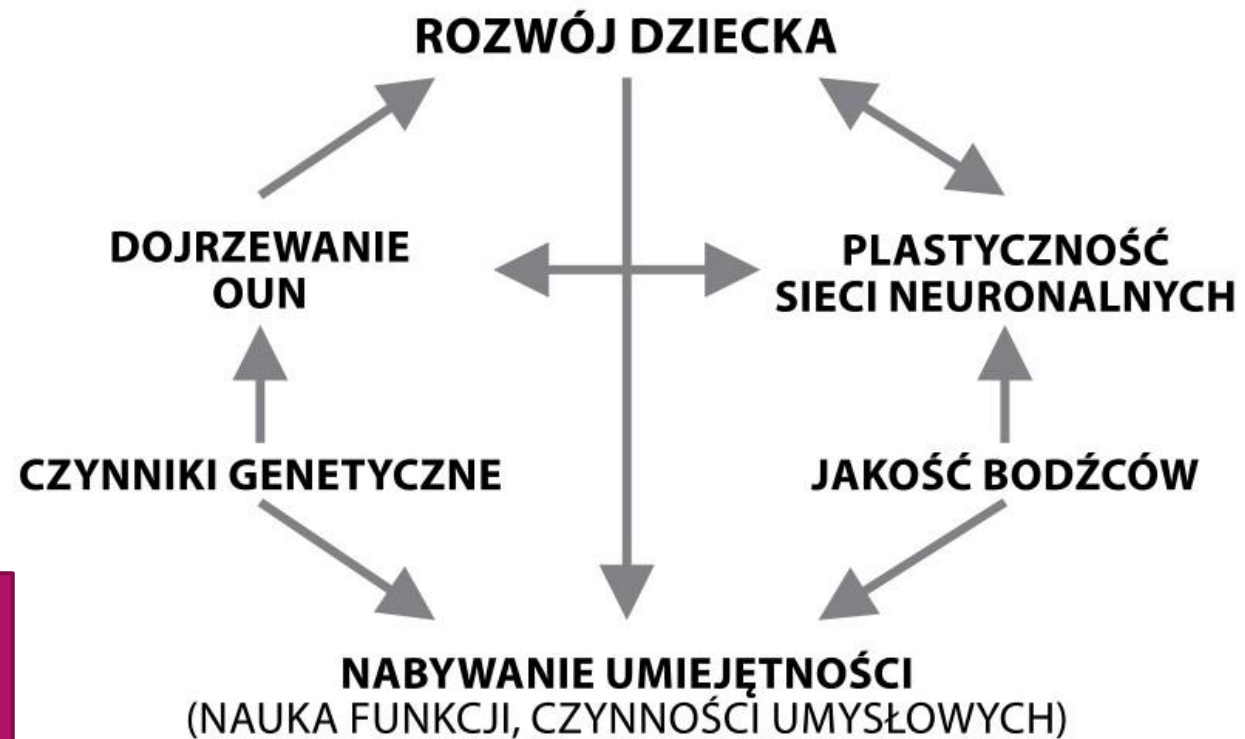 ROZWÓJ DZIECKA
DOJRZEWANIE
OUN
PLASTYCZNOŚĆ
SIECI NEURONALNYCH
CZYNNIKI GENETYCZNE
JAKOŚĆ BODŹCÓW
NABYWANIE UMIEJĘTNOŚCI
(NAUKA FUNKCJI, CZYNNOŚCI UMYSŁOWYCH)